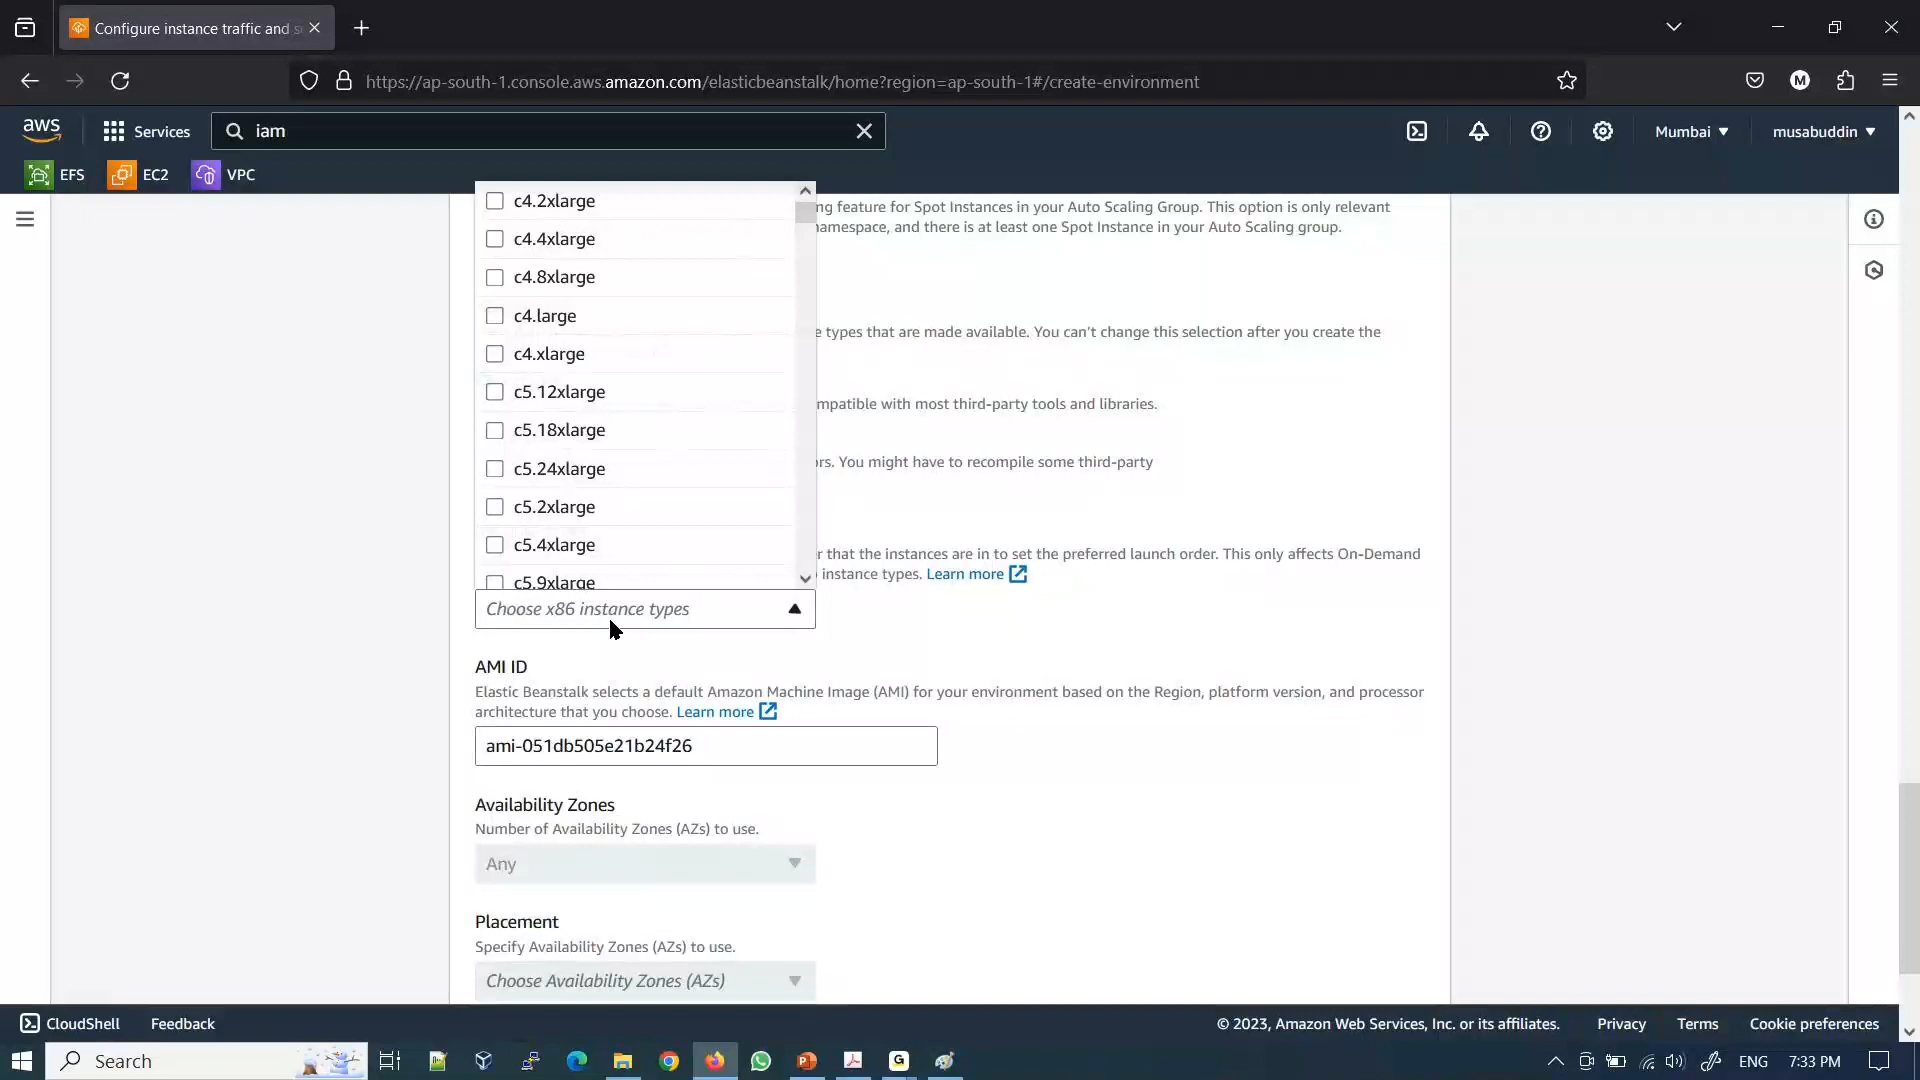 Configure instance traffic and s
https://ap-south-1.console.aws.amazon.com/elasticbeanstalk/home?region=ap-south-1#/create-environment
M
aws
Services
iam
Mumbai ▼
musabuddin ▼
EFS
EC2
VPC
c4.2xlarge
c4.4xlarge
c4.8xlarge
c4.large
c4.xlarge
c5.12xlarge
c5.18xlarge
c5.24xlarge
c5.2xlarge
c5.4xlarge
c5.9xlarge
ng feature for Spot Instances in your Auto Scaling Group. This option is only relevant
amespace, and there is at least one Spot Instance in your Auto Scaling group.
e types that are made available. You can't change this selection after you create the
mpatible with most third-party tools and libraries.
ors. You might have to recompile some third-party
r that the instances are in to set the preferred launch order. This only affects On-Demand
instance types. Learn more
Choose x86 instance types
AMI ID
Elastic Beanstalk selects a default Amazon Machine Image (AMI) for your environment based on the Region, platform version, and processor
architecture that you choose. Learn more
ami-051db505e21b24f26
Availability Zones
Number of Availability Zones (AZs) to use.
Any
Placement
Specify Availability Zones (AZs) to use.
Choose Availability Zones (AZs)
CloudShell
Feedback
© 2023, Amazon Web Services, Inc. or its affiliates.
Privacy
Terms
Cookie preferences
Search
G
ENG
7:33 PM